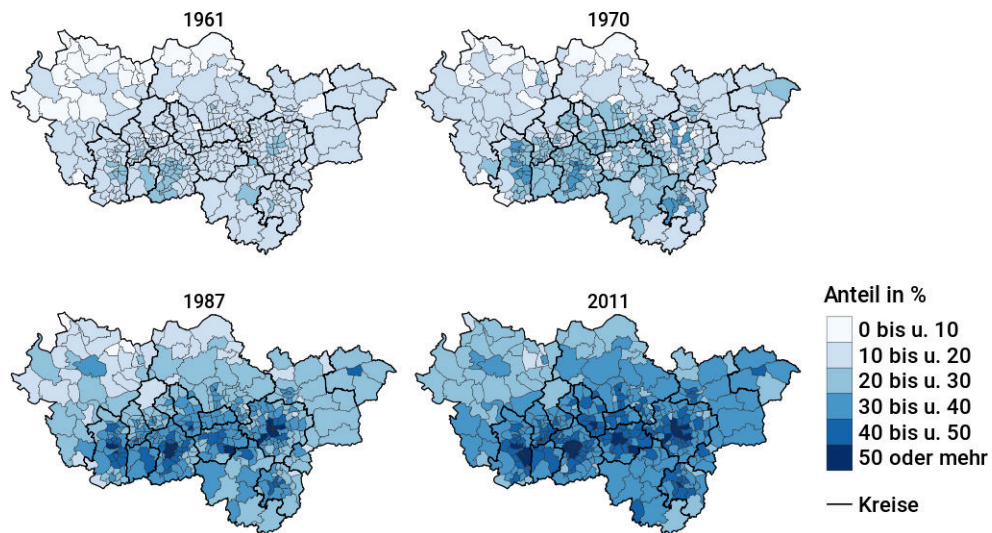 1961
1970
1987
2011
Anteil in %
0 bis u. 10
10 bis u. 20
20 bis u. 30
30 bis u. 40
40 bis u. 50
50 oder mehr
Kreise